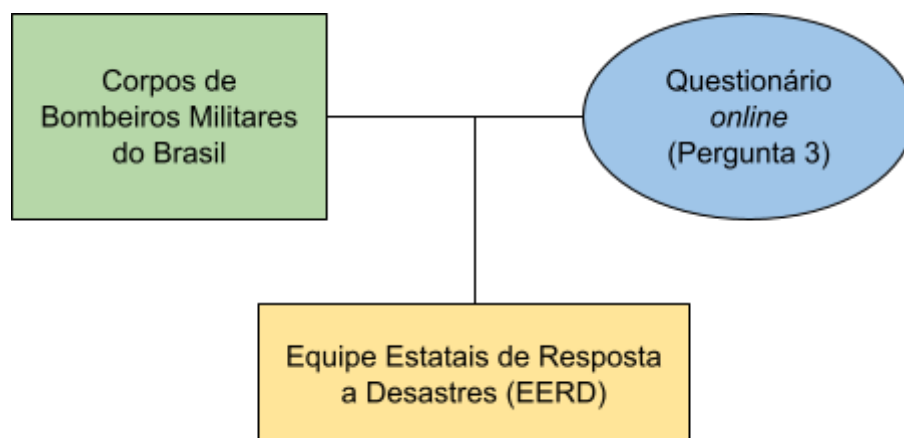 Corpos de
Bombeiros Militares
do Brasil
Questionário
online
(Pergunta 3)
Equipe Estatais de Resposta
a Desastres (EERD)